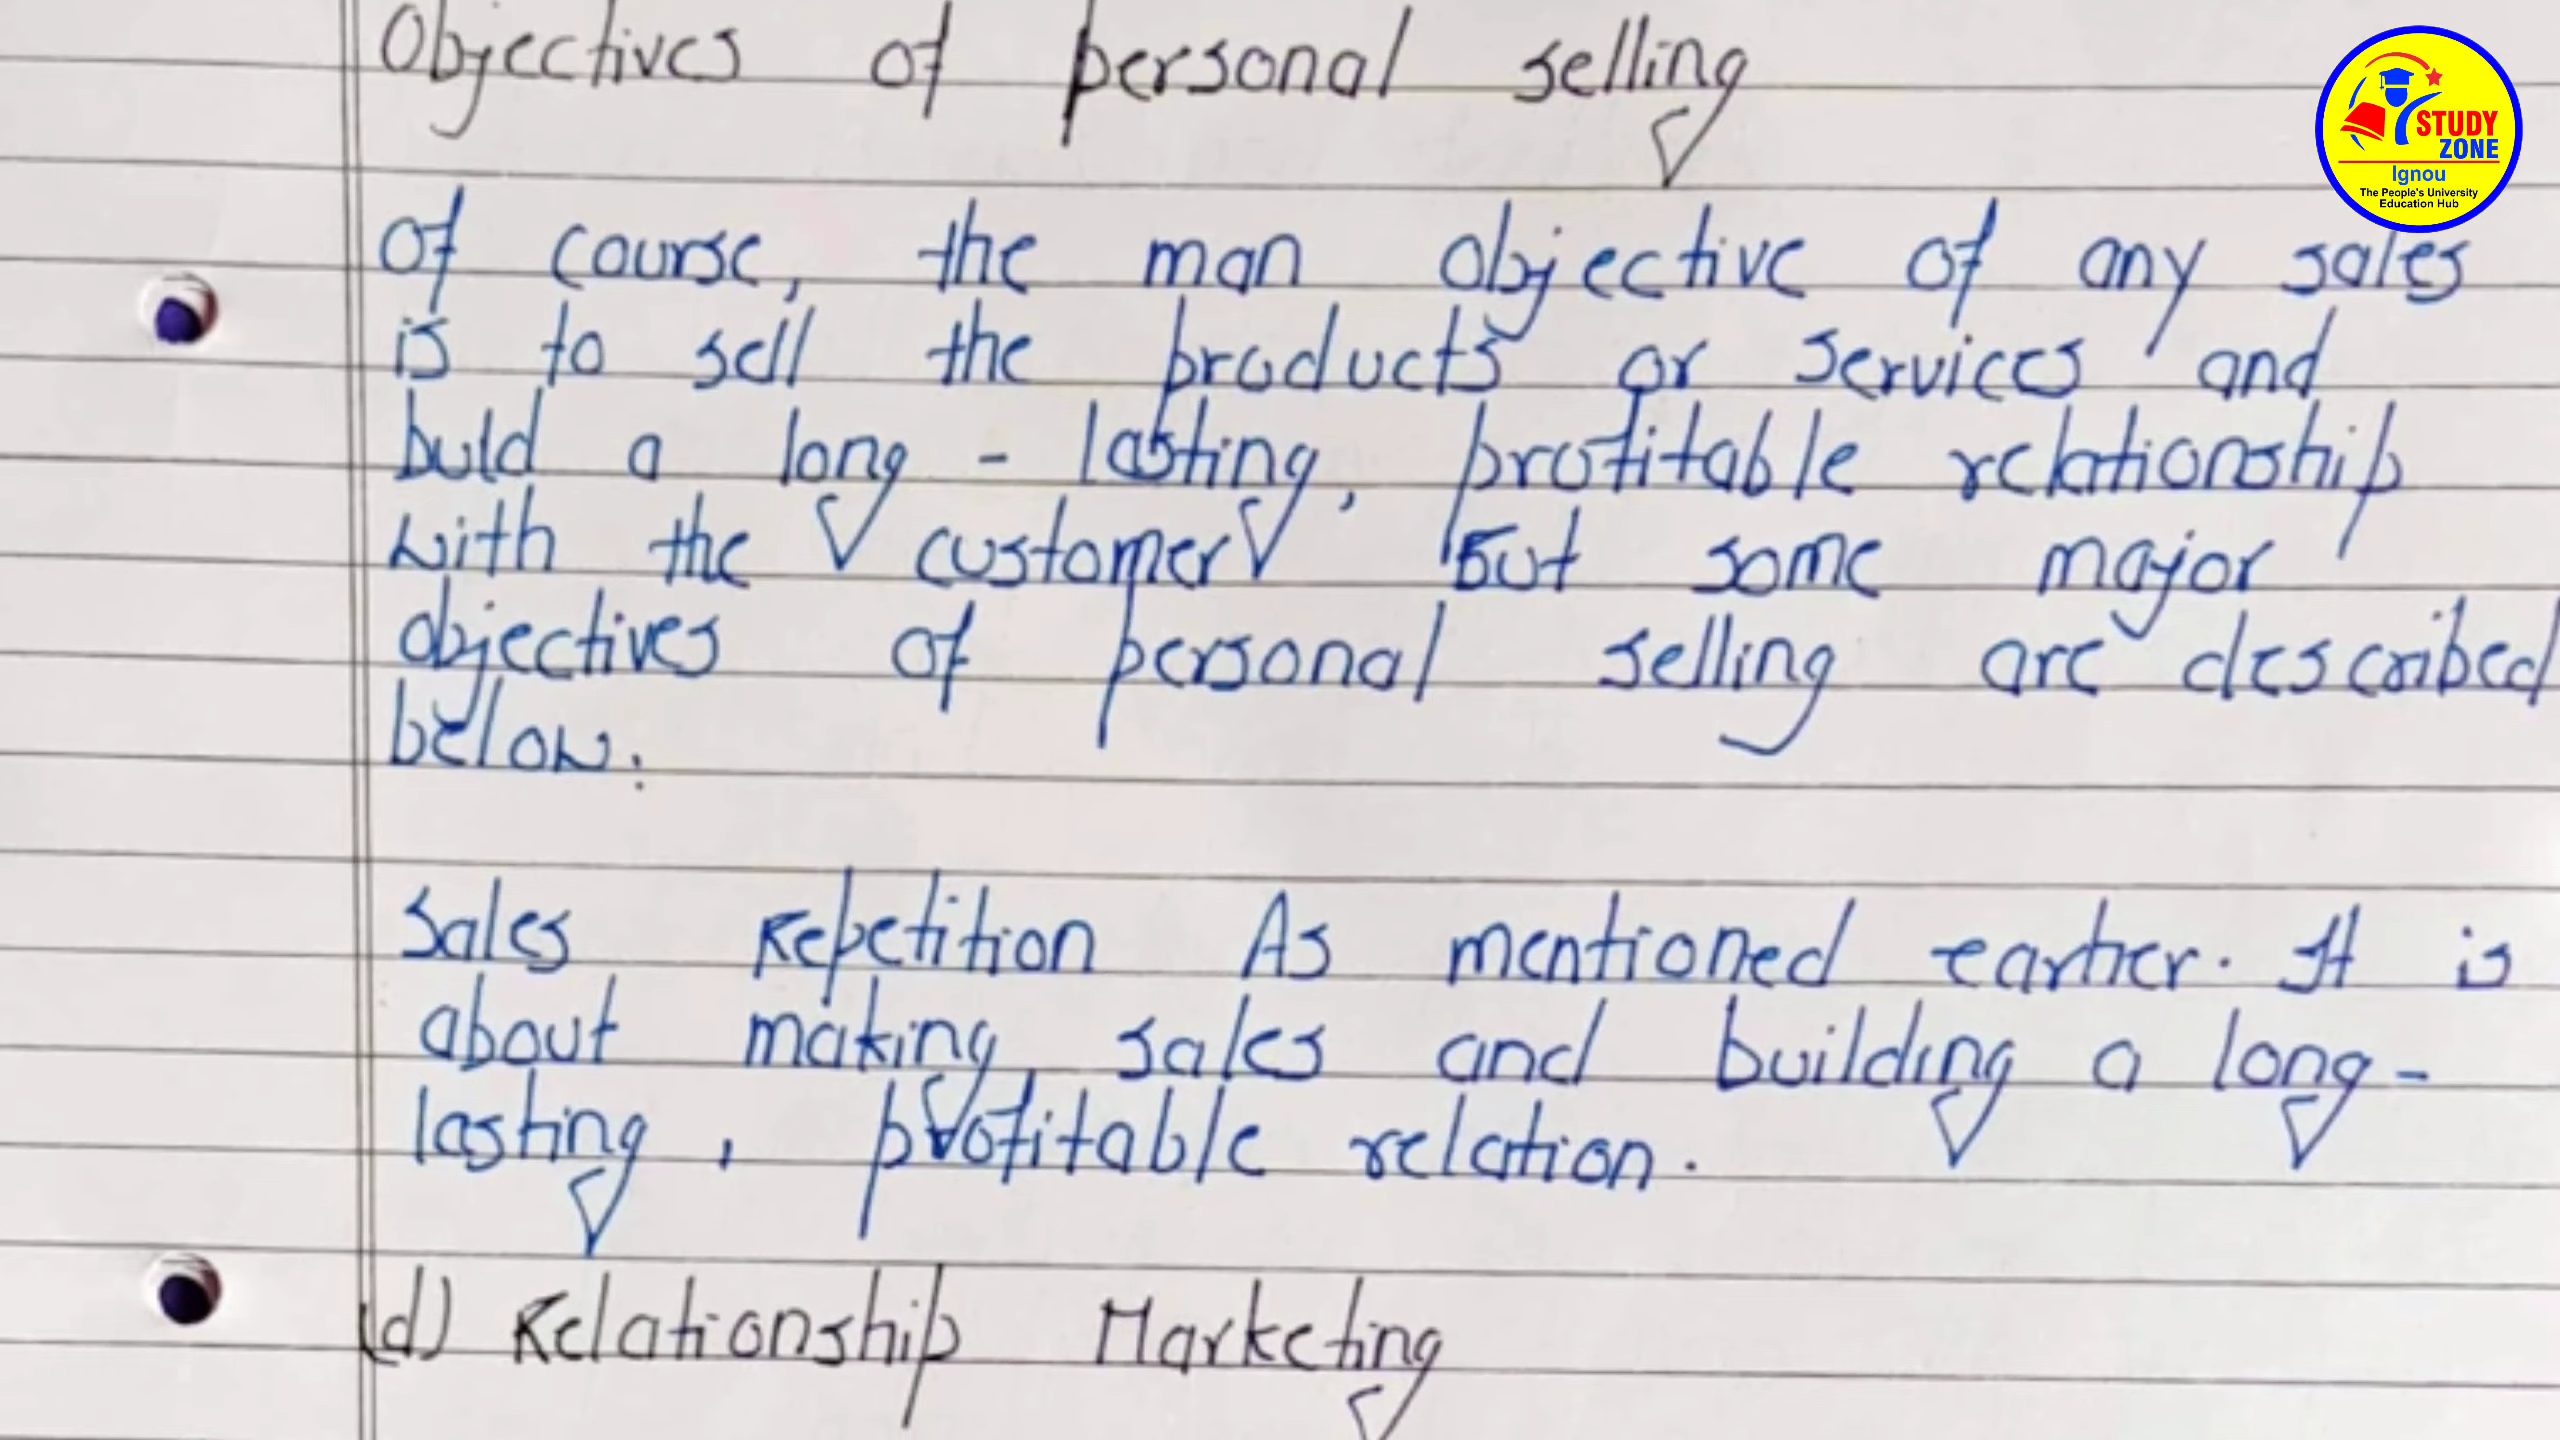 Objectives of personal selling
Of course, the man objective of any sales
is to sell the products or services and
buld a long - lasting, profitable relationship
with the customer But some major
objectives of personal selling are described
below.
Sales Repetition As mentioned earlier. It is
about making sales and building a long-
lasting, profitable relation.
(d) Relationship Marketing
STUDY
ZONE
Ignou
The People's University
Education Hub